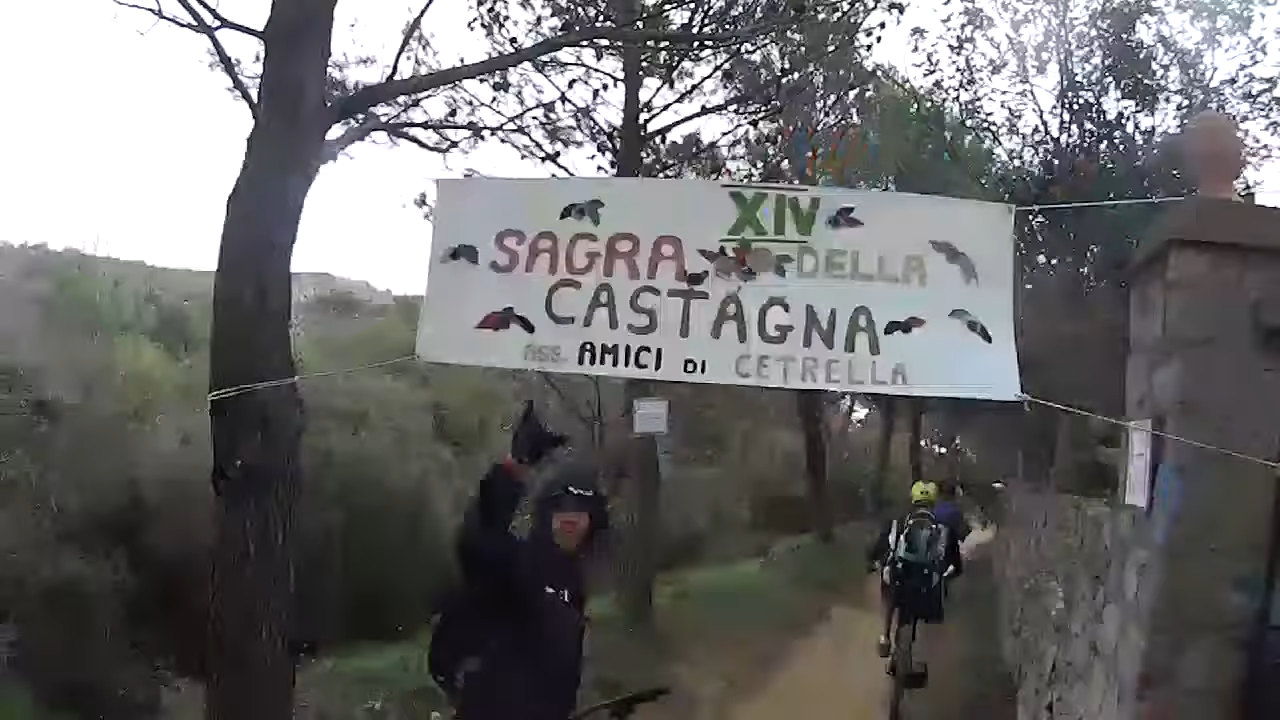 XIV
SAGRA DELLA
CASTAGNA
ASS. AMICI DI CETRELLA